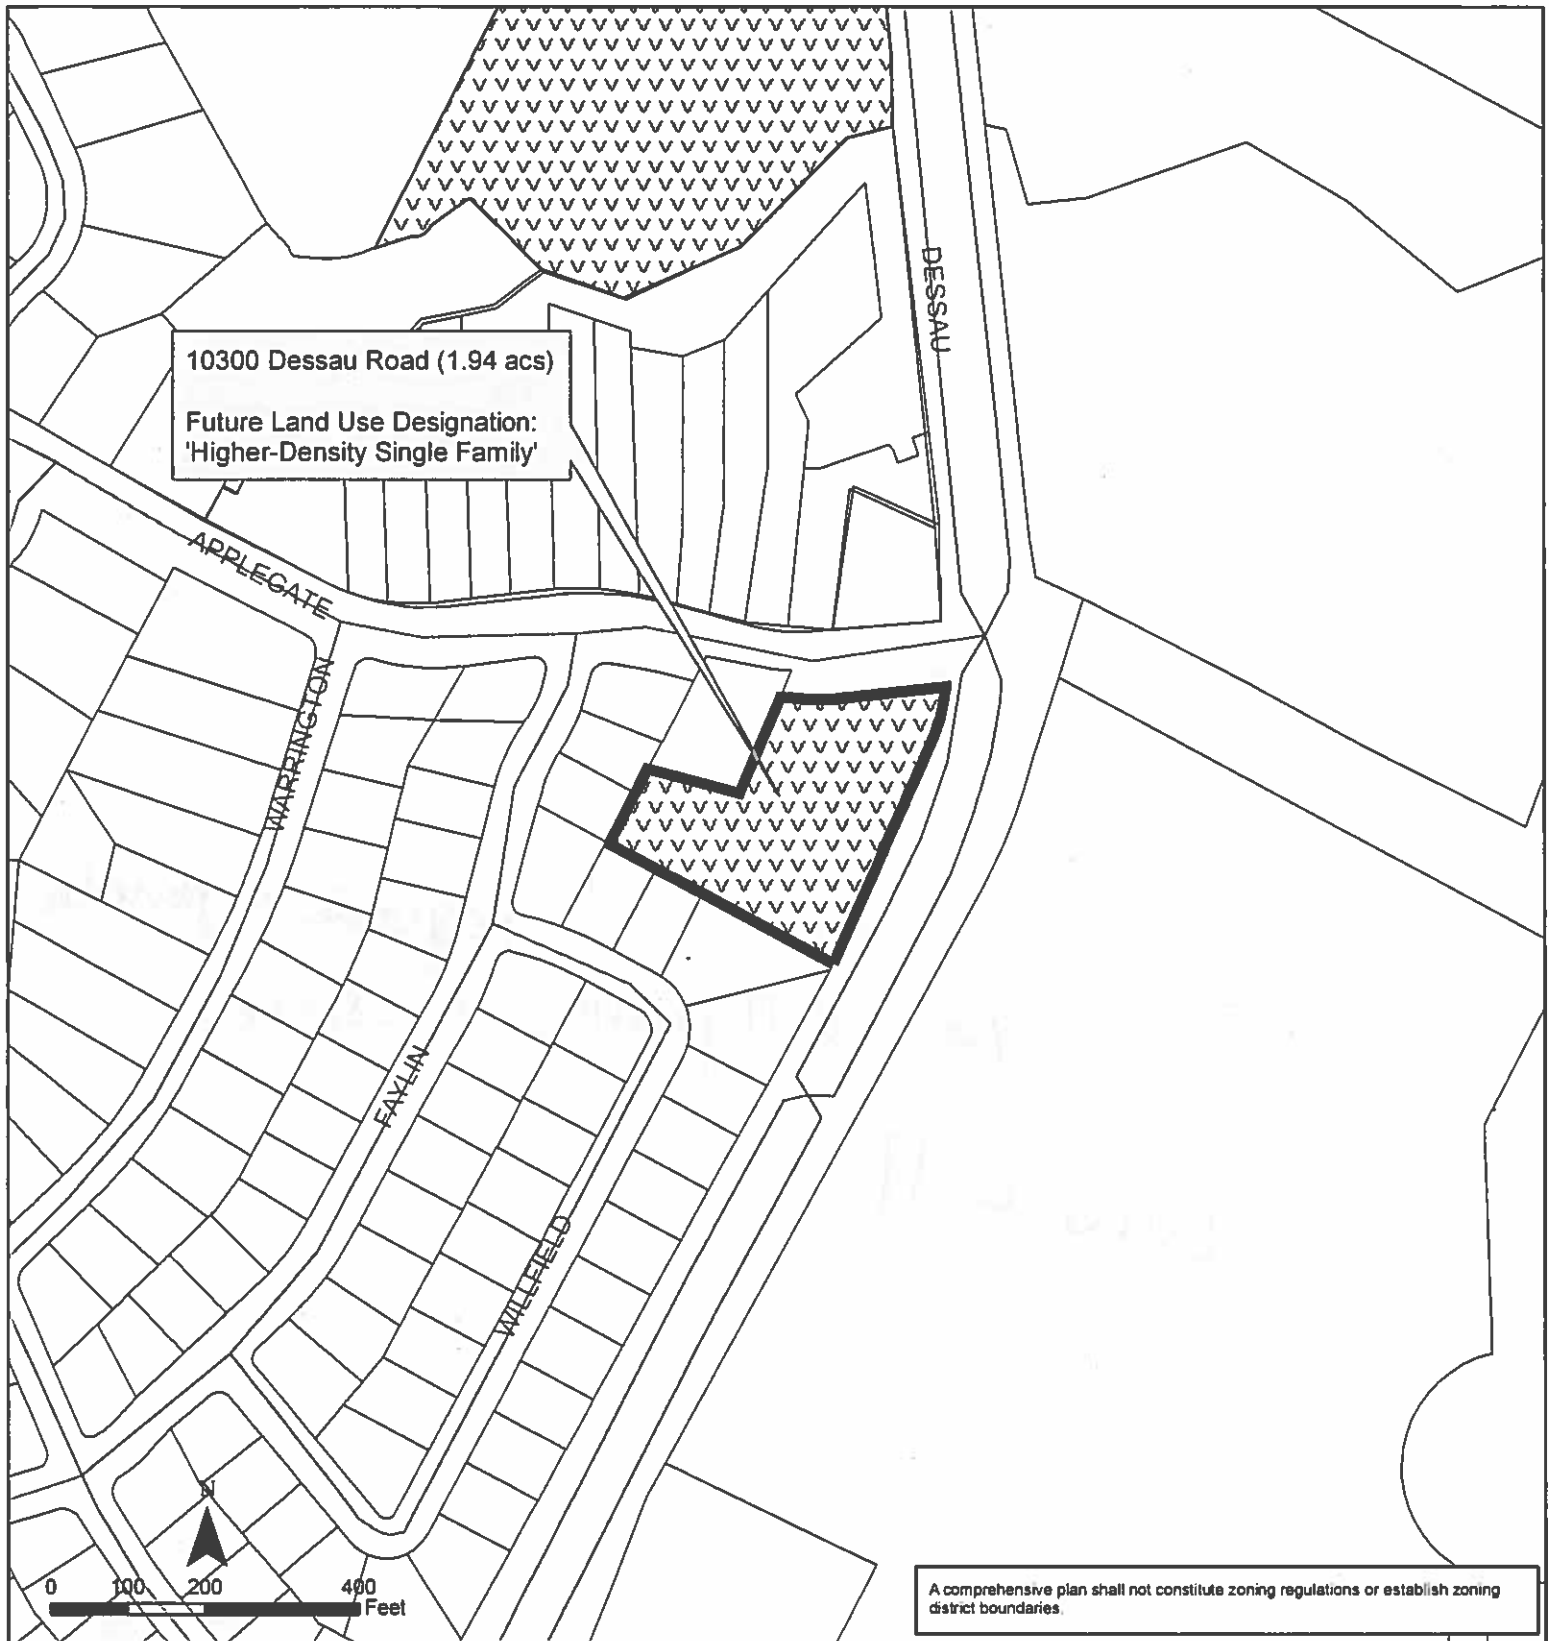 DESSAU
10300 Dessau Road (1.94 acs)
Future Land Use Designation:
'Higher-Density Single Family'
APPLEGATE
WARRINGTON
FAYLIN
WILLFIELD
N
0 100 200 400
Feet
A comprehensive plan shall not constitute zoning regulations or establish zoning
district boundaries.